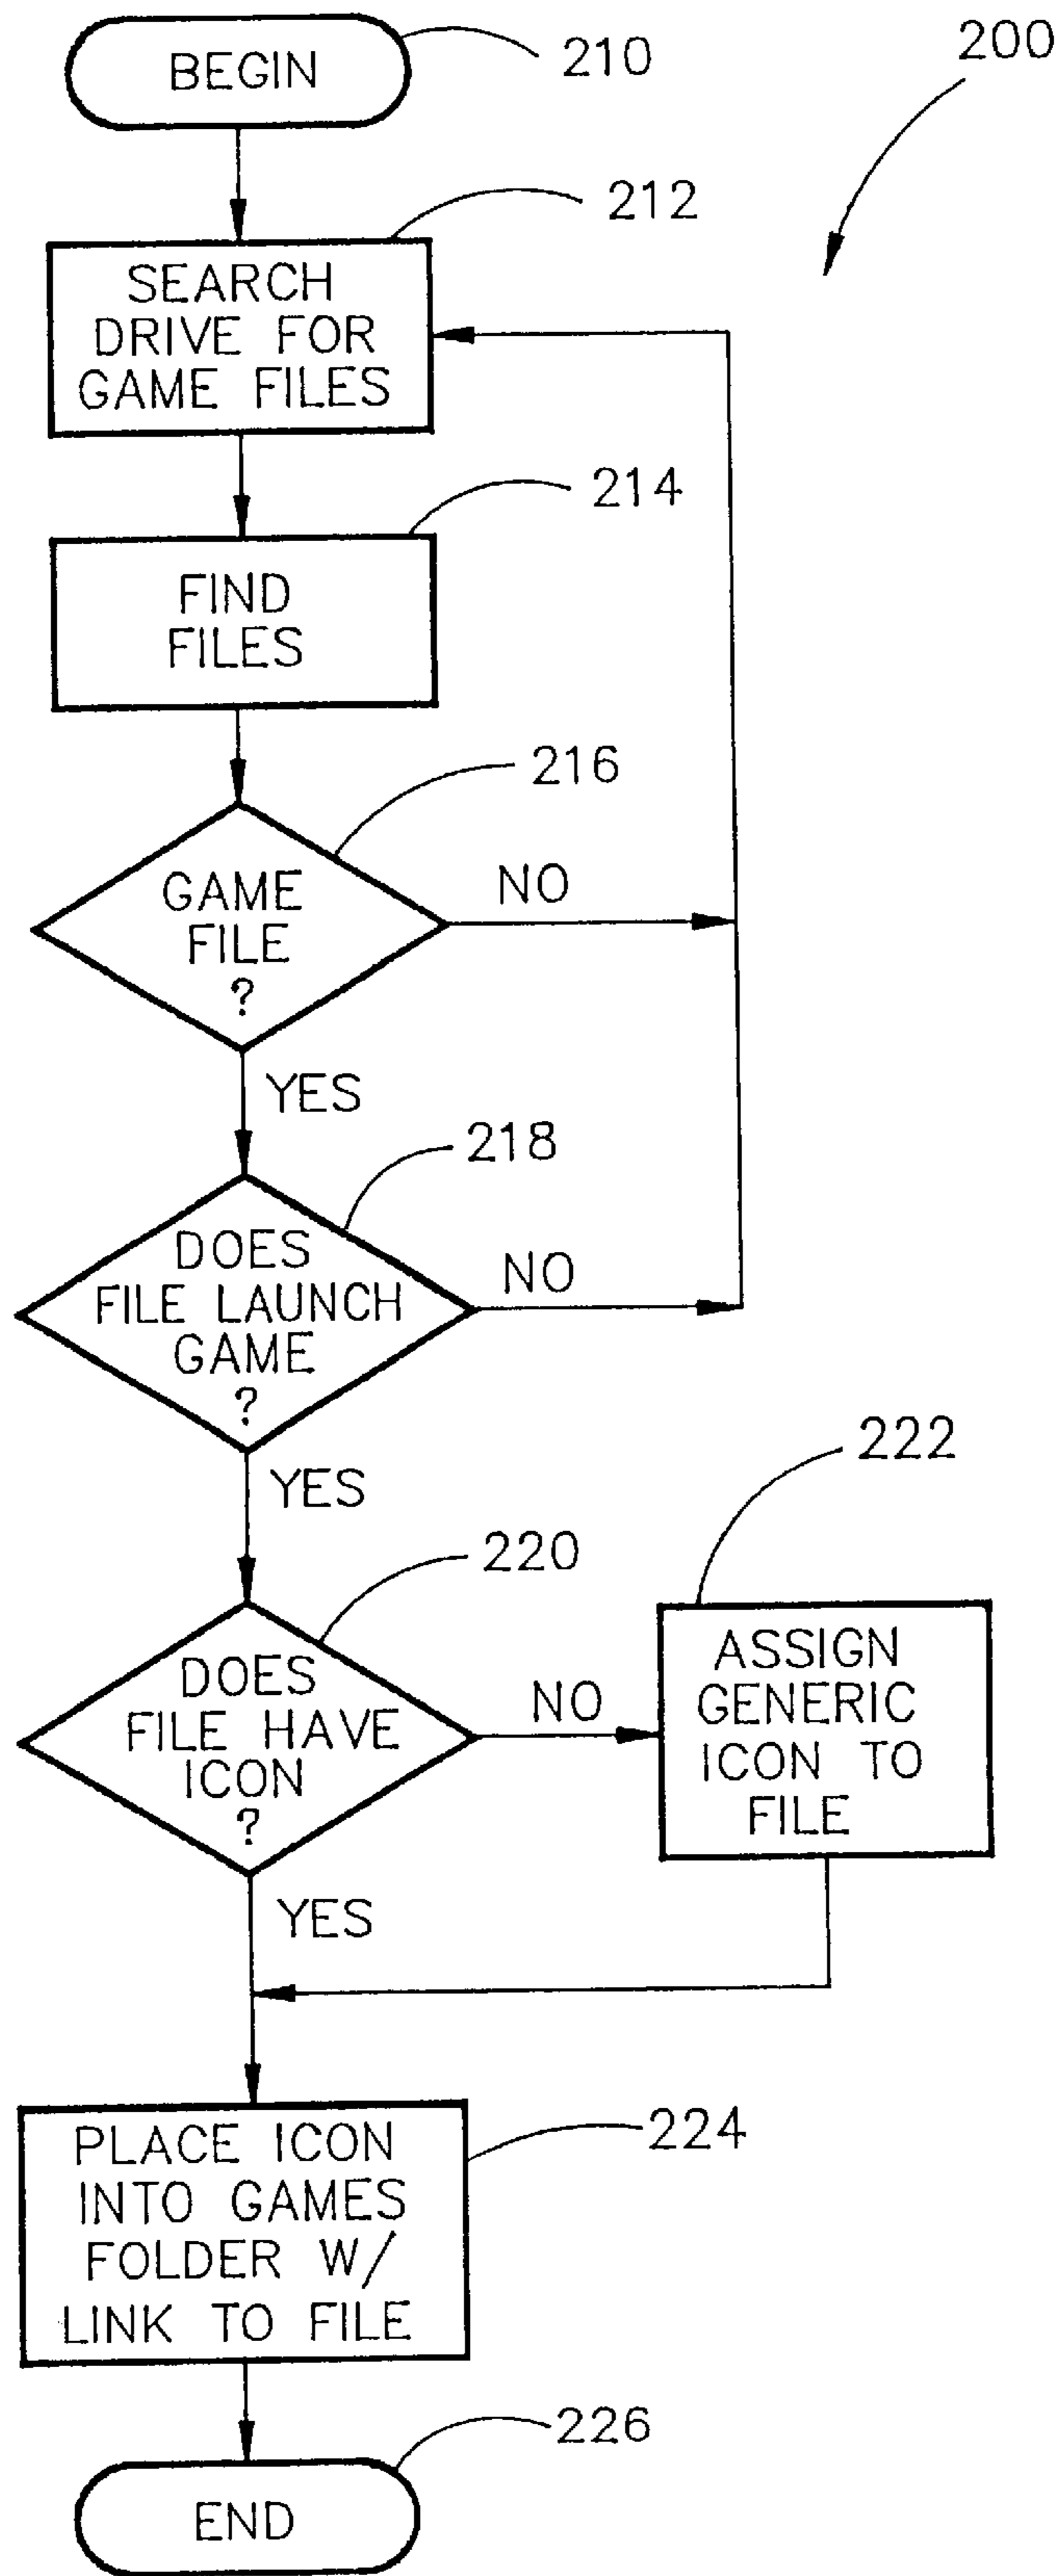 BEGIN
210
200
212
SEARCH
DRIVE FOR
GAME FILES
214
FIND
FILES
216
GAME
FILE
?
NO
YES
218
DOES
FILE LAUNCH
GAME
?
NO
YES
220
222
DOES
FILE HAVE
ICON
?
NO
ASSIGN
GENERIC
ICON TO
FILE
YES
224
PLACE ICON
INTO GAMES
FOLDER W/
LINK TO FILE
226
END